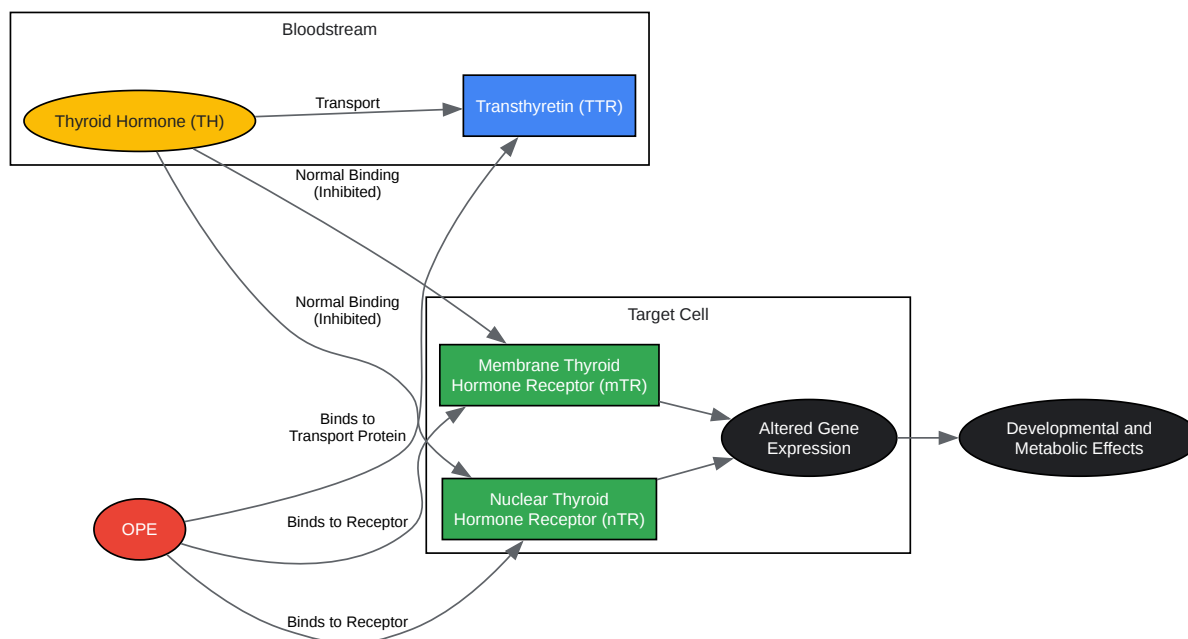 Bloodstream
Thyroid Hormone (TH)
Transport
Transthyretin (TTR)
Normal Binding
(Inhibited)
Normal Binding
(Inhibited)
Target Cell
Membrane Thyroid
Hormone Receptor (mTR)
Binds to
Transport Protein
Altered Gene
Expression
Developmental and
Metabolic Effects
Nuclear Thyroid
Hormone Receptor (nTR)
OPE
Binds to Receptor
Binds to Receptor